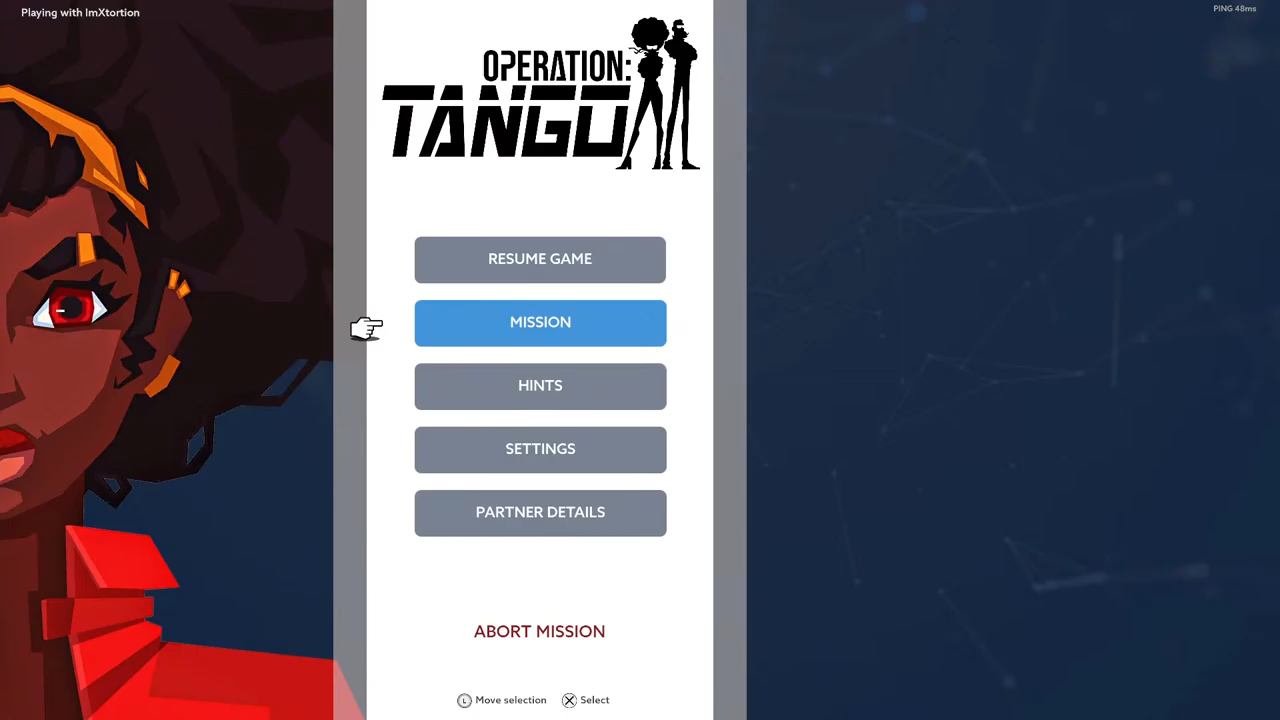 Playing with ImXtortion
PING 48ms
OPERATION:
TANGO
RESUME GAME
MISSION
HINTS
SETTINGS
PARTNER DETAILS
ABORT MISSION
L Move selection Select